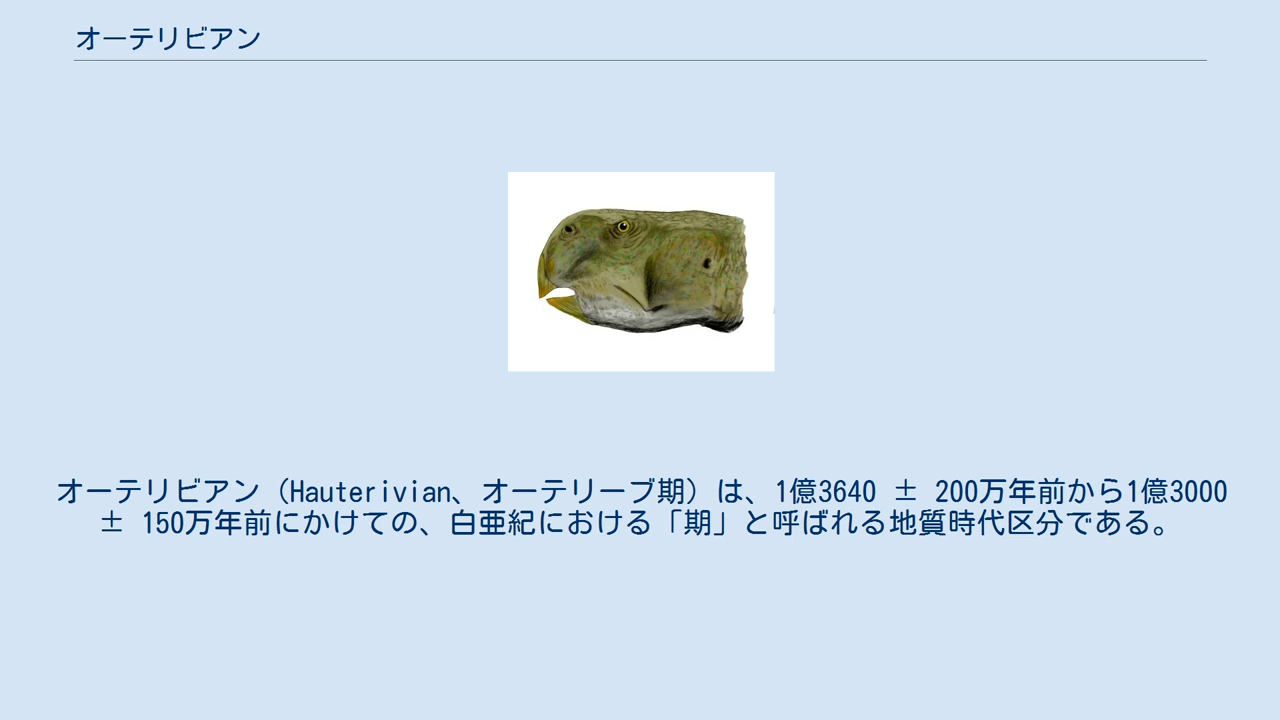 オーテリビアン
オーテリビアン（Hauterivian、オーテリーブ期）は、1億3640 ± 200万年前から1億3000
± 150万年前にかけての、白亜紀における「期」と呼ばれる地質時代区分である。